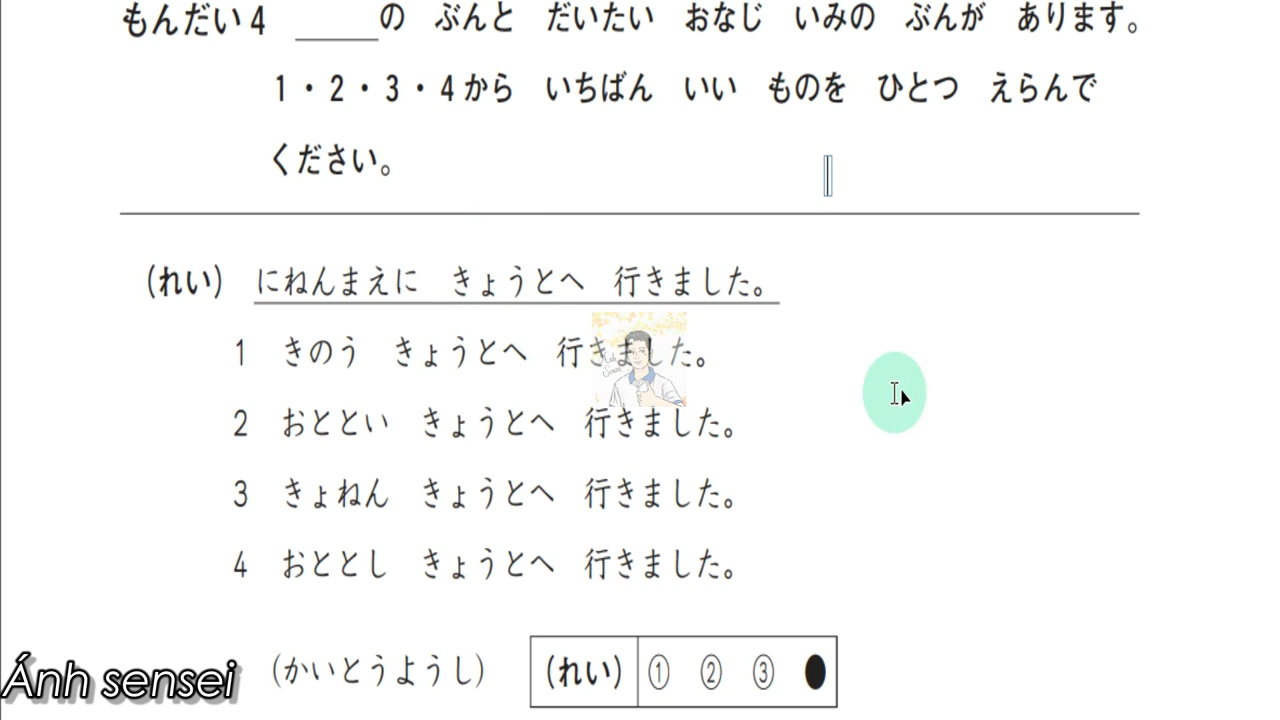 もんだい4 ＿＿＿の ぶんと だいたい おなじ いみの ぶんが あります。
1・2・3・4から いちばん いい ものを ひとつ えらんで
ください。
(れい) にねんまえに きょうとへ 行きました。
1 きのう きょうとへ 行きました。
2 おととい きょうとへ 行きました。
3 きょねん きょうとへ 行きました。
4 おととし きょうとへ 行きました。
(かいとうようし) (れい) ① ② ③ ●
Ánh sensei